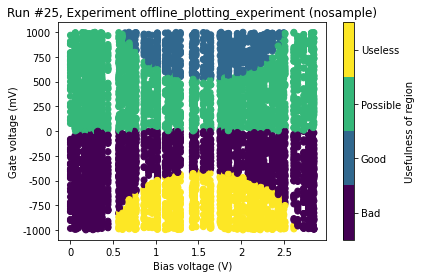 Run #25, Experiment offline_plotting_experiment (nosample)
1000
750
500
250
0
-250
-500
-750
-1000
Gate voltage (mV)
0
0.5
1
1.5
2
2.5
Bias voltage (V)
Useless
Possible
Good
Bad
Usefulness of region